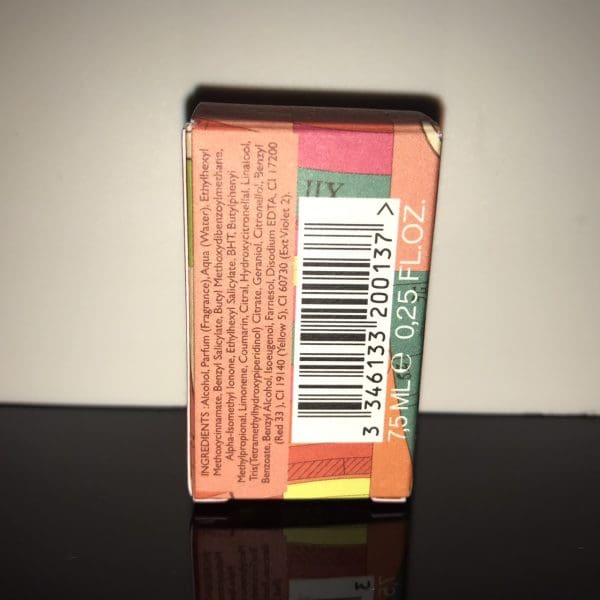 INGREDIENTS : Alcohol, Parfum (Fragrance), Aqua (Water), Ethylhexyl
Methoxycinnamate, Benzyl Salicylate, Butyl Methoxydibenzoylmethane,
Alpha-Isomethyl Ionone, Ethylhexyl Salicylate, BHT, Butylphenyl
Methylpropional, Limonene, Coumarin, Citral, Hydroxycitronellal, Linalool,
Tris(Tetramethylhydroxypiperidinol) Citrate, Geraniol, Citronellol, Benzyl
Benzoate, Benzyl Alcohol, Isoeugenol, Farnesol, Disodium EDTA, CI 17200
(Red 33 ), CI 19140 (Yellow 5), CI 60730 (Ext Violet 2).
3 346133 200137 >
7,5 ML e 0,25 FL.OZ.